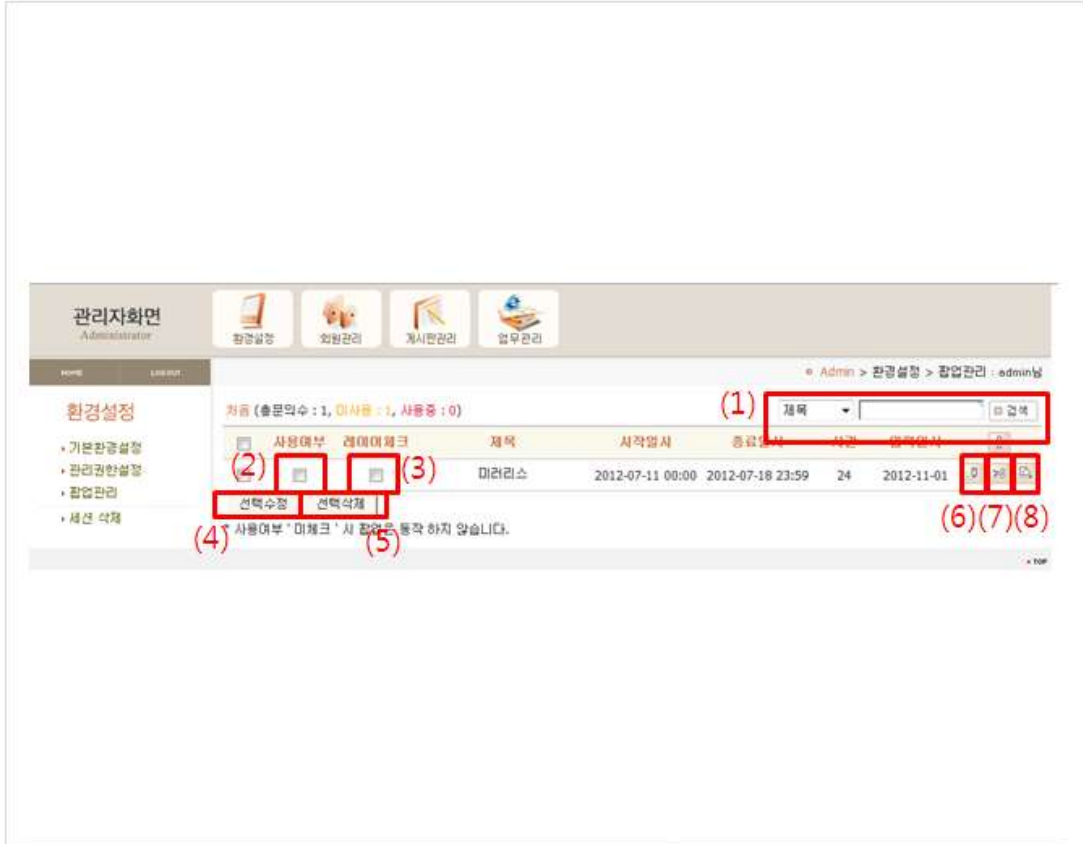 관리자화면
Administrator
환경설정
회원관리
게시판관리
업무관리
HOME
LOGOUT
Admin > 환경설정 > 팝업관리 : admin님
환경설정
기본환경설정
관리권한설정
팝업관리
세션 삭제
처음 (총문의수 : 1, 미사용 : 1, 사용중 : 0)
(1)
제목
검색
사용여부 레이어체크 제목 시작일시 종료일시 시간
(2)
(3)
미러리스 2012-07-11 00:00 2012-07-18 23:59 24 2012-11-01
선택수정 선택삭제
(4)
(5)
(6)(7)(8)
* 사용여부 ' 미체크 ' 시 팝업은 동작 하지 않습니다.
TOP